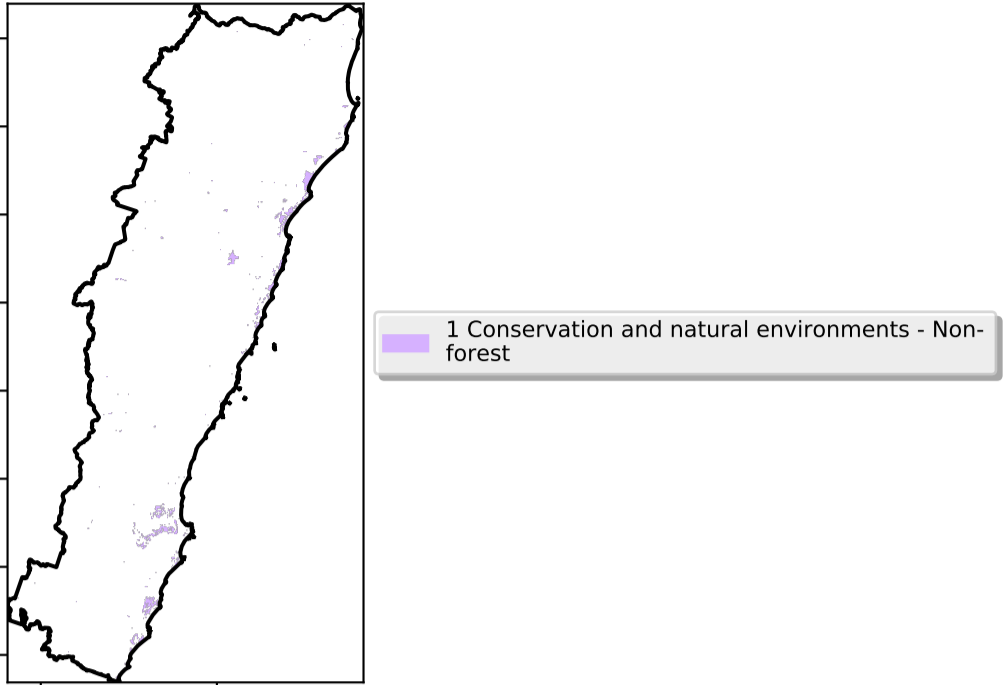 1 Conservation and natural environments - Non-
forest